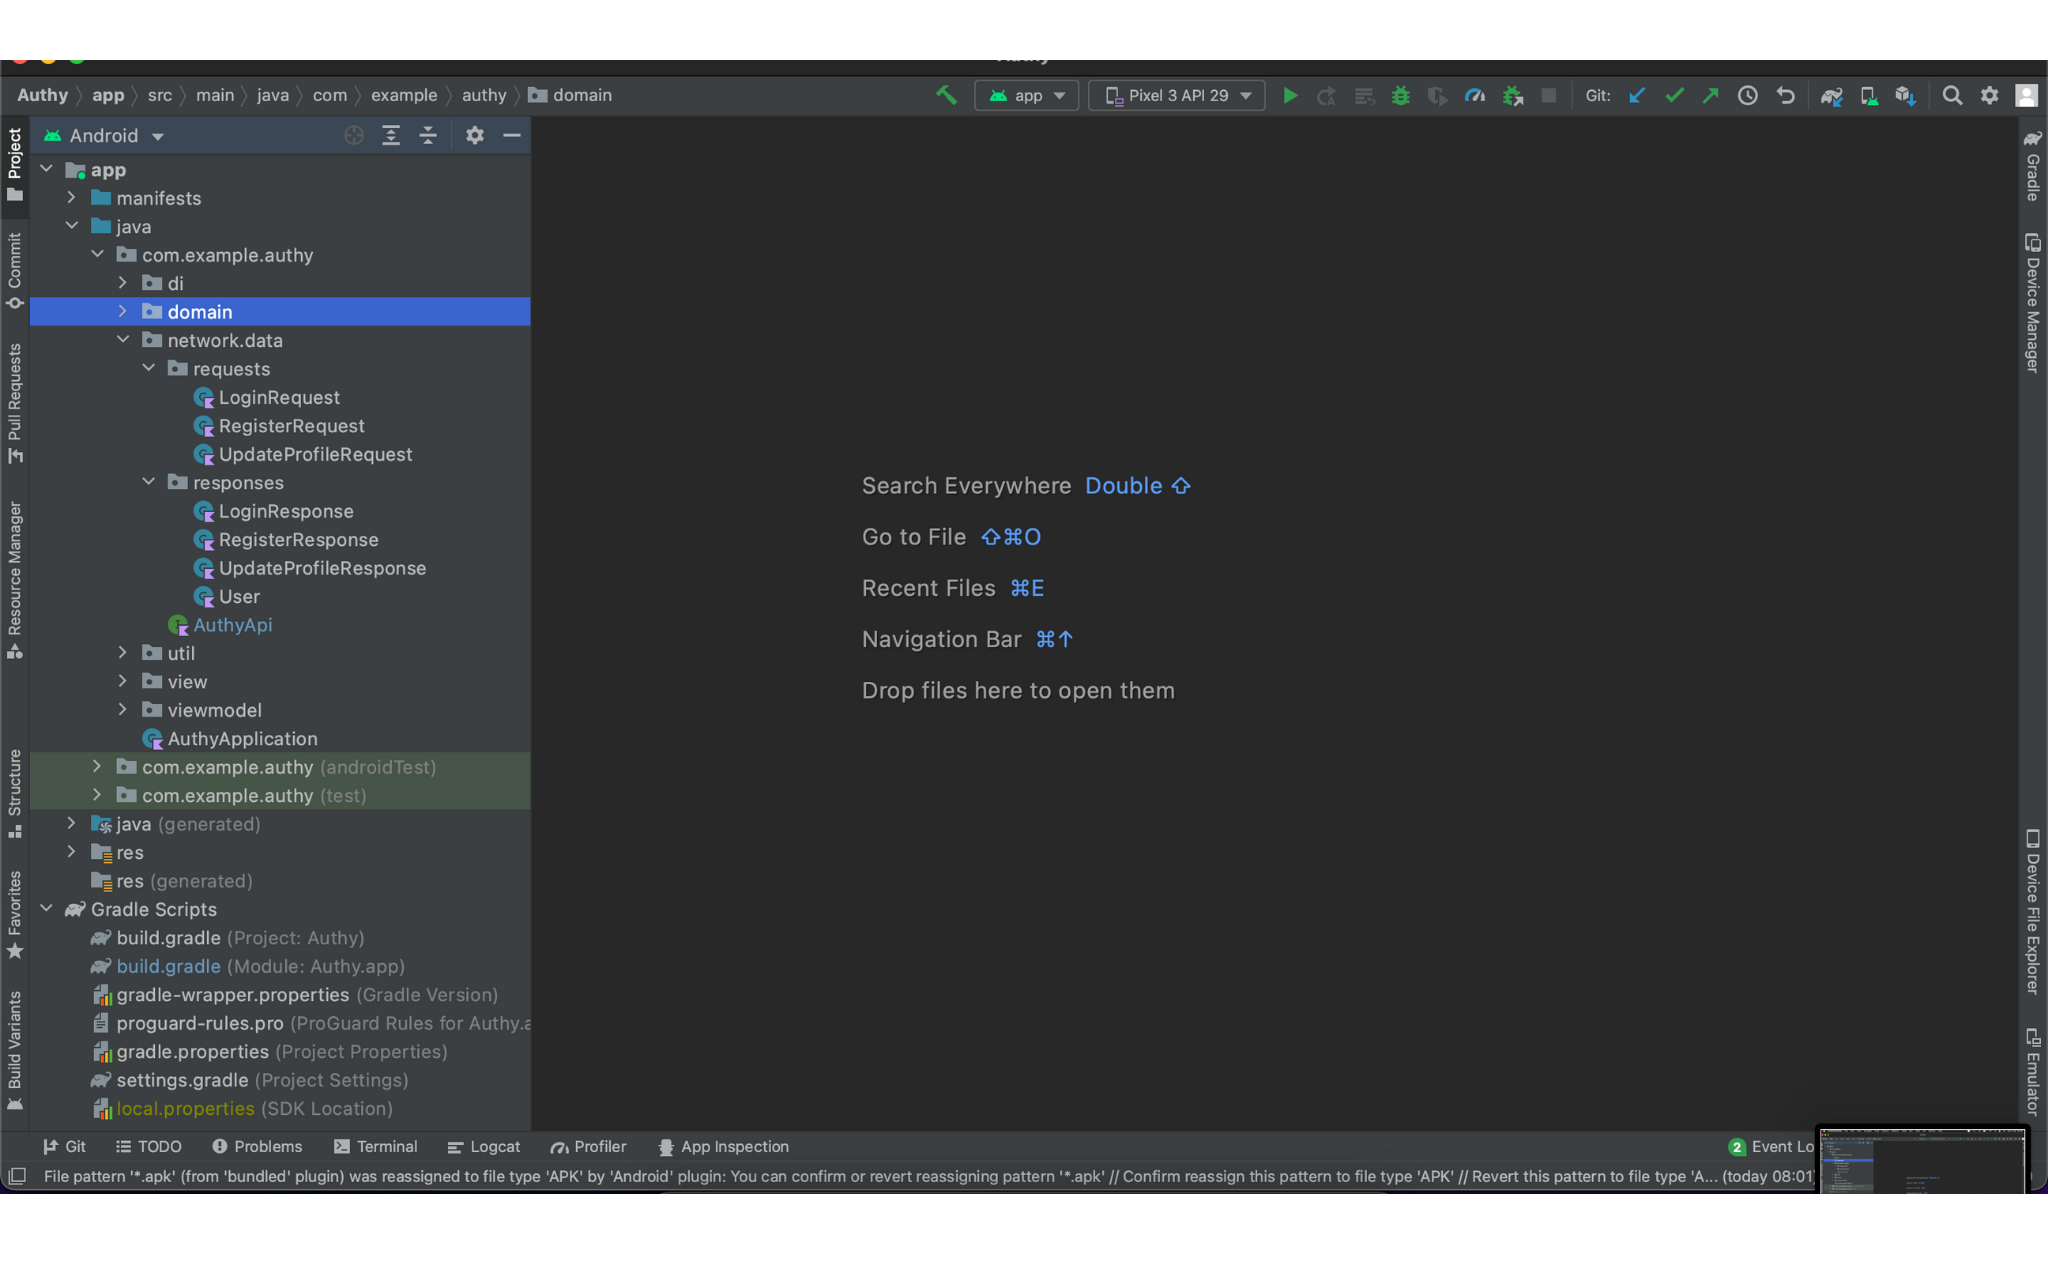 Authy
Authy app src main java com example authy domain
app
Pixel 3 API 29
Git:
Android
app
manifests
java
com.example.authy
di
domain
network.data
requests
LoginRequest
RegisterRequest
UpdateProfileRequest
responses
LoginResponse
RegisterResponse
UpdateProfileResponse
User
AuthyApi
util
view
viewmodel
AuthyApplication
com.example.authy (androidTest)
com.example.authy (test)
java (generated)
res
res (generated)
Gradle Scripts
build.gradle (Project: Authy)
build.gradle (Module: Authy.app)
gradle-wrapper.properties (Gradle Version)
proguard-rules.pro (ProGuard Rules for Authy.a
gradle.properties (Project Properties)
settings.gradle (Project Settings)
local.properties (SDK Location)
Project
Commit
Pull Requests
Resource Manager
Structure
Favorites
Build Variants
Search Everywhere Double ⇧
Go to File ⇧⌘O
Recent Files ⌘E
Navigation Bar ⌘↑
Drop files here to open them
Gradle
Device Manager
Device File Explorer
Emulator
Git TODO Problems Terminal Logcat Profiler App Inspection
2 Event Lo
File pattern '*.apk' (from 'bundled' plugin) was reassigned to file type 'APK' by 'Android' plugin: You can confirm or revert reassigning pattern '*.apk' // Confirm reassign this pattern to file type 'APK' // Revert this pattern to file type 'A... (today 08:01